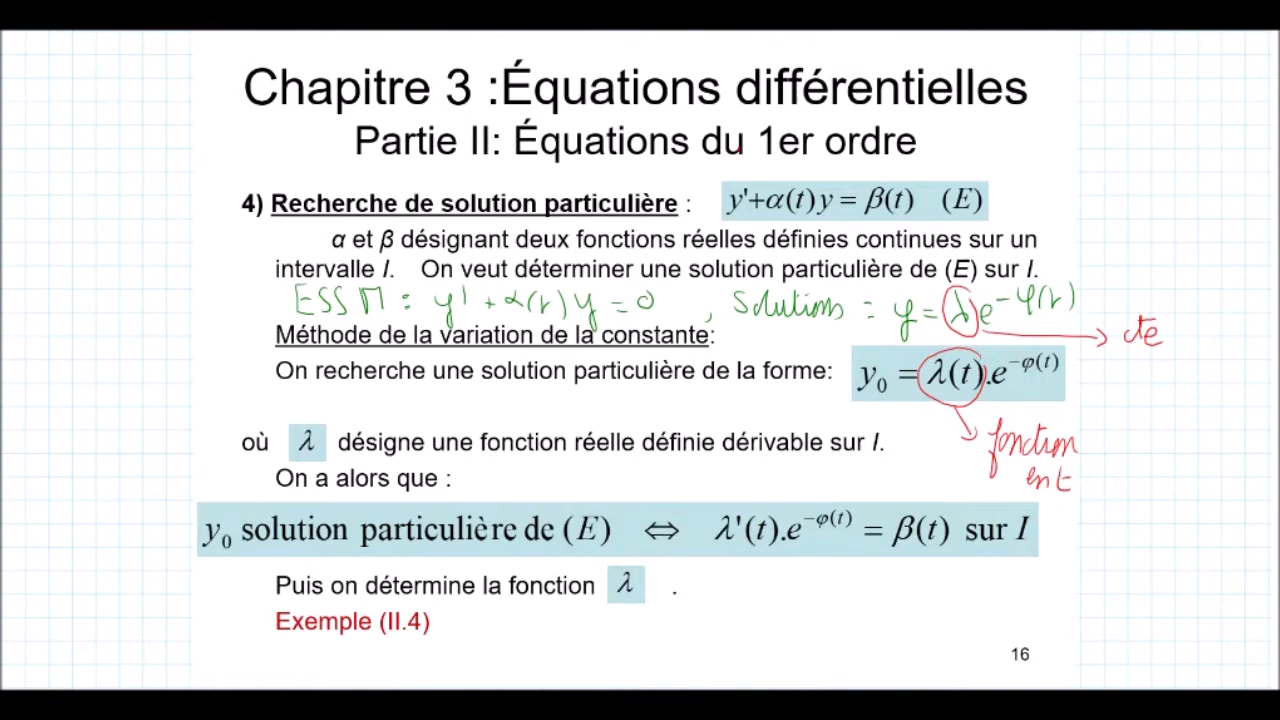 Chapitre 3 :Équations différentielles
Partie II: Équations du 1er ordre
4) Recherche de solution particulière : y'+α(t)y = β(t) (E)
α et β désignant deux fonctions réelles définies continues sur un
intervalle I. On veut déterminer une solution particulière de (E) sur I.
ESSM : y' + α(t) y = 0 , Solutions : y = λe^{-φ(t)}
→ cte
Méthode de la variation de la constante:
On recherche une solution particulière de la forme: y₀ = λ(t).e^{-φ(t)}
où λ désigne une fonction réelle définie dérivable sur I.
fonction
en t
On a alors que :
y₀ solution particulière de (E) ⇔ λ'(t).e^{-φ(t)} = β(t) sur I
Puis on détermine la fonction λ .
Exemple (II.4)
16